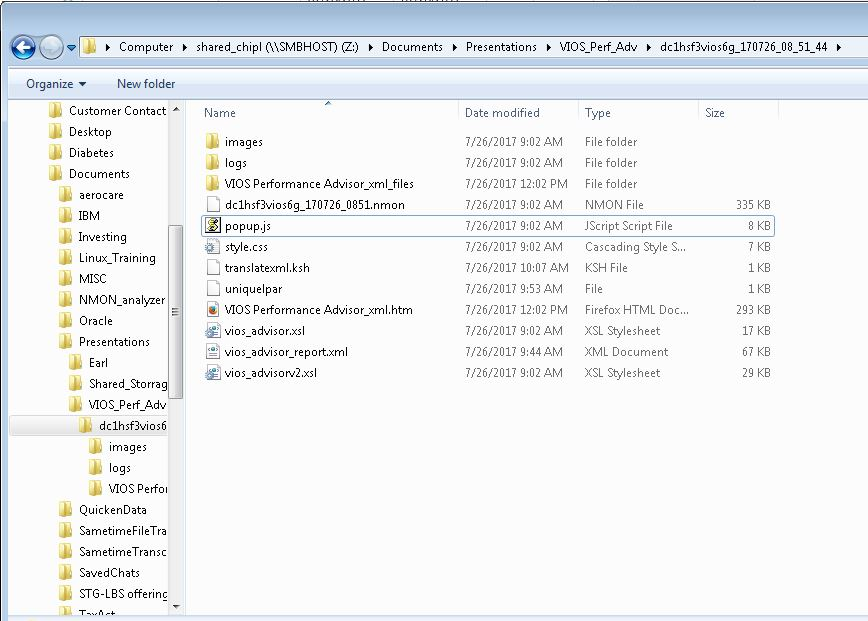 Computer shared_chipl (\\SMBHOST) (Z:) Documents Presentations VIOS_Perf_Adv dc1hsf3vios6g_170726_08_51_44
Organize New folder
Name Date modified Type Size
Customer Contact
Desktop
Diabetes
Documents
aerocare
IBM
Investing
Linux_Training
MISC
NMON_analyzer
Oracle
Presentations
Earl
Shared_Storrag
VIOS_Perf_Adv
dc1hsf3vios6
images
logs
VIOS Perfor
QuickenData
SametimeFileTra
SametimeTransc
SavedChats
STG-LBS offering
TaxAct
images 7/26/2017 9:02 AM File folder
logs 7/26/2017 9:02 AM File folder
VIOS Performance Advisor_xml_files 7/26/2017 12:02 PM File folder
dc1hsf3vios6g_170726_0851.nmon 7/26/2017 9:02 AM NMON File 335 KB
popup.js 7/26/2017 9:02 AM JScript Script File 8 KB
style.css 7/26/2017 9:02 AM Cascading Style S... 7 KB
translatexml.ksh 7/26/2017 10:07 AM KSH File 1 KB
uniquelpar 7/26/2017 9:53 AM File 1 KB
VIOS Performance Advisor_xml.htm 7/26/2017 12:02 PM Firefox HTML Doc... 293 KB
vios_advisor.xsl 7/26/2017 9:02 AM XSL Stylesheet 17 KB
vios_advisor_report.xml 7/26/2017 9:44 AM XML Document 67 KB
vios_advisorv2.xsl 7/26/2017 9:02 AM XSL Stylesheet 29 KB